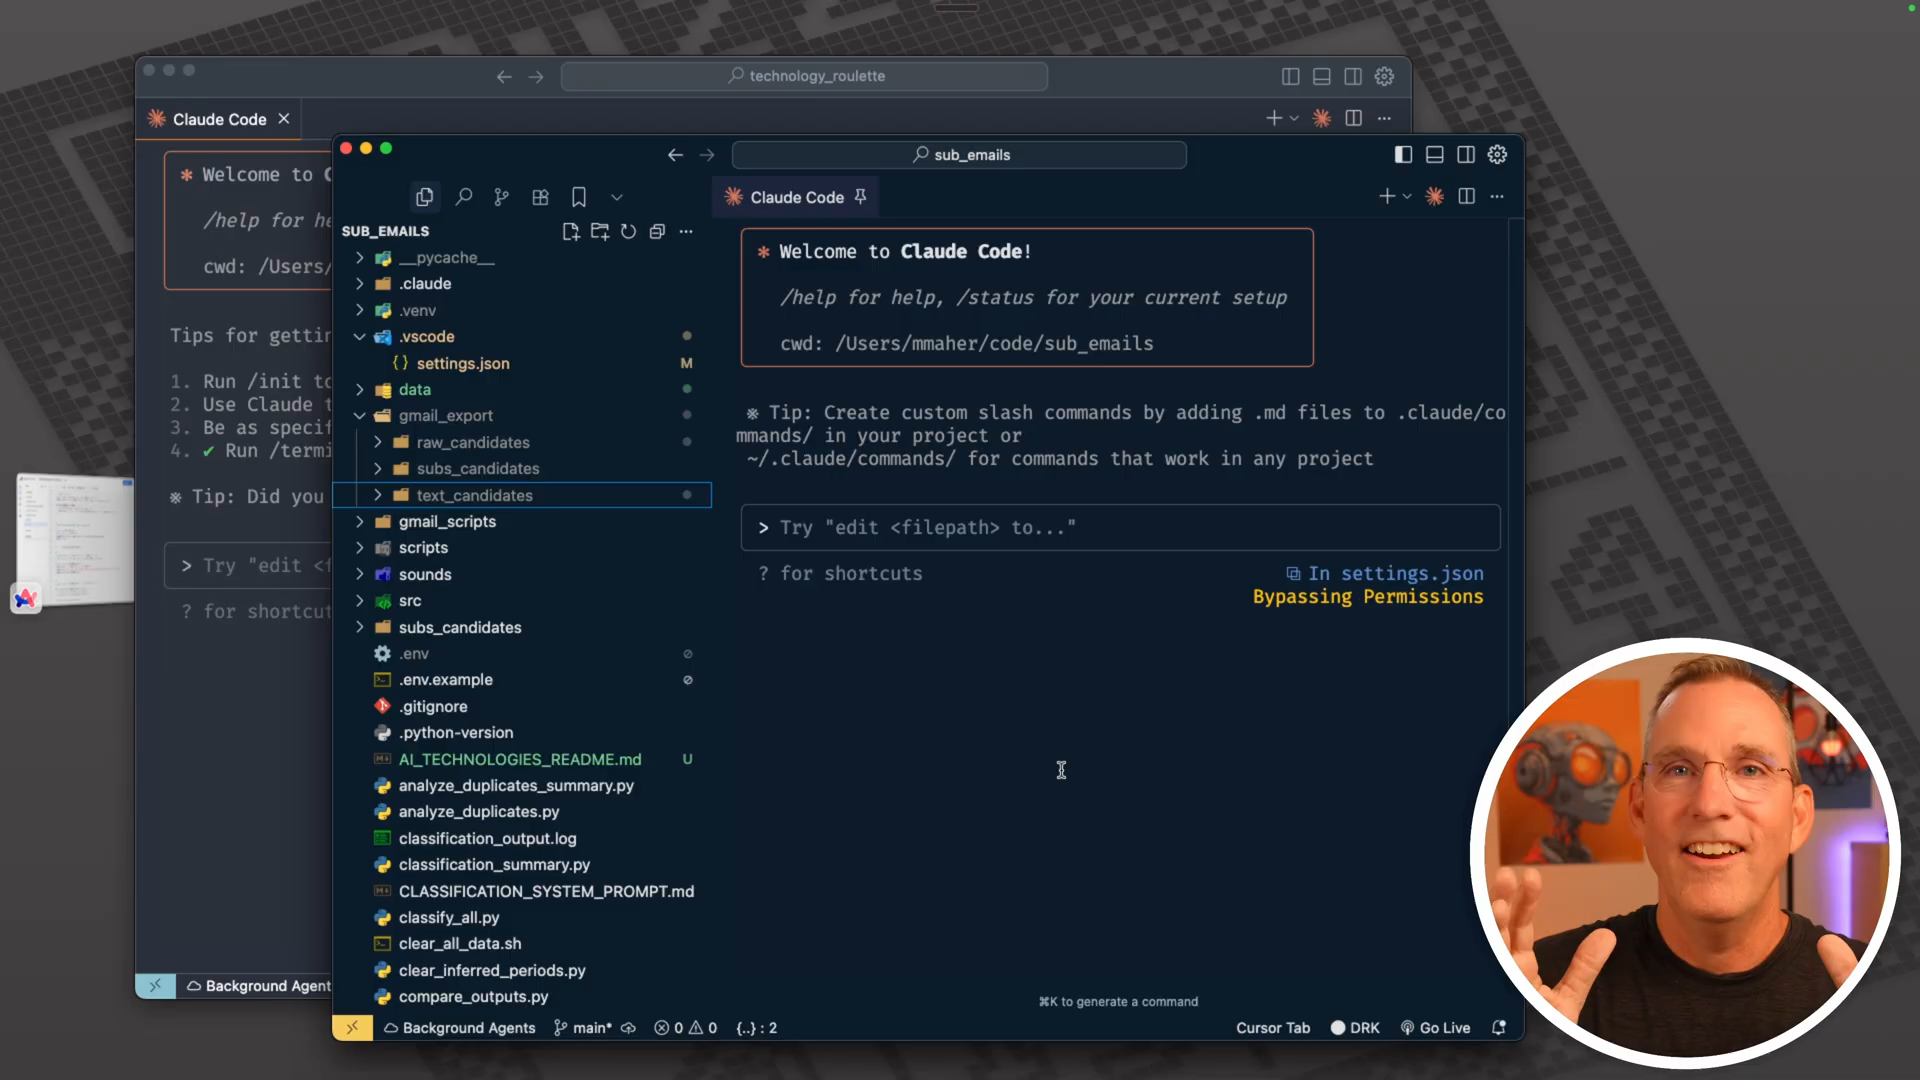 technology_roulette
Claude Code
Welcome to
/help for
cwd: /Users/
Tips for
1. Run /init
2. Use Claude
3. Be as
4. ✔ Run
※ Tip: Did you
> Try "edit
? for
Background Agent
sub_emails
Claude Code
SUB_EMAILS
__pycache__
.claude
.venv
.vscode
{} settings.json M
data
gmail_export
raw_candidates
subs_candidates
text_candidates
gmail_scripts
scripts
sounds
src
subs_candidates
.env
.env.example
.gitignore
.python-version
AI_TECHNOLOGIES_README.md U
analyze_duplicates_summary.py
analyze_duplicates.py
classification_output.log
classification_summary.py
CLASSIFICATION_SYSTEM_PROMPT.md
classify_all.py
clear_all_data.sh
clear_inferred_periods.py
compare_outputs.py
* Welcome to Claude Code!
/help for help, /status for your current setup
cwd: /Users/mmaher/code/sub_emails
※ Tip: Create custom slash commands by adding .md files to .claude/co
mmands/ in your project or
~/.claude/commands/ for commands that work in any project
> Try "edit <filepath> to..."
? for shortcuts
In settings.json
Bypassing Permissions
⌘K to generate a command
Background Agents main* 0 0 {..} : 2
Cursor Tab DRK Go Live